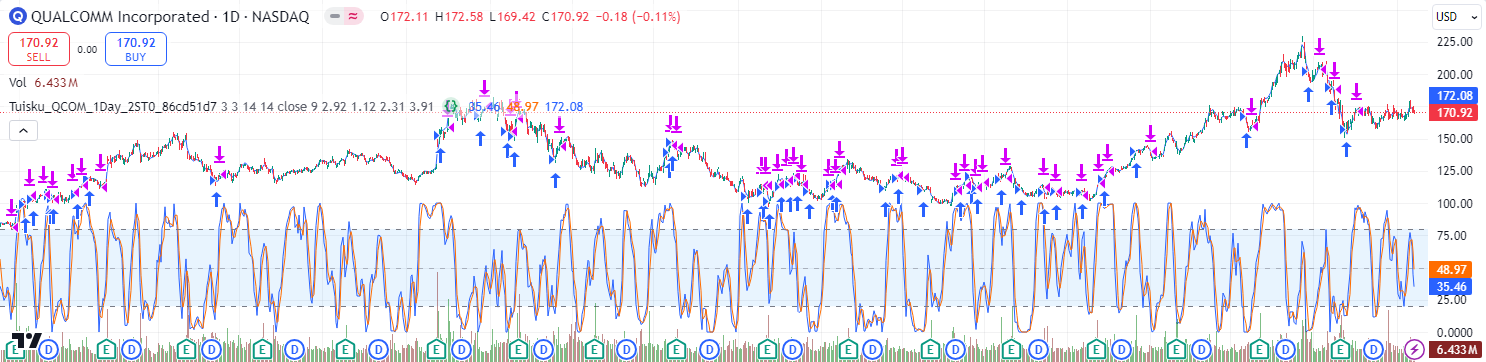 QUALCOMM Incorporated · 1D · NASDAQ O172.11 H172.58 L169.42 C170.92 −0.18 (−0.11%)
USD
170.92 SELL
0.00
170.92 BUY
Vol 6.433 M
Tuisku_QCOM_1Day_2ST0_86cd51d7 3 3 14 14 close 9 2.92 1.12 2.31 3.91 35.46 48.97 172.08
225.00
200.00
172.08
170.92
150.00
125.00
100.00
75.00
48.97
35.46
25.00
0.0000
6.433 M
E D E D E D E D E D E D E D E D E D E D E D E D E D E D E D E D E D